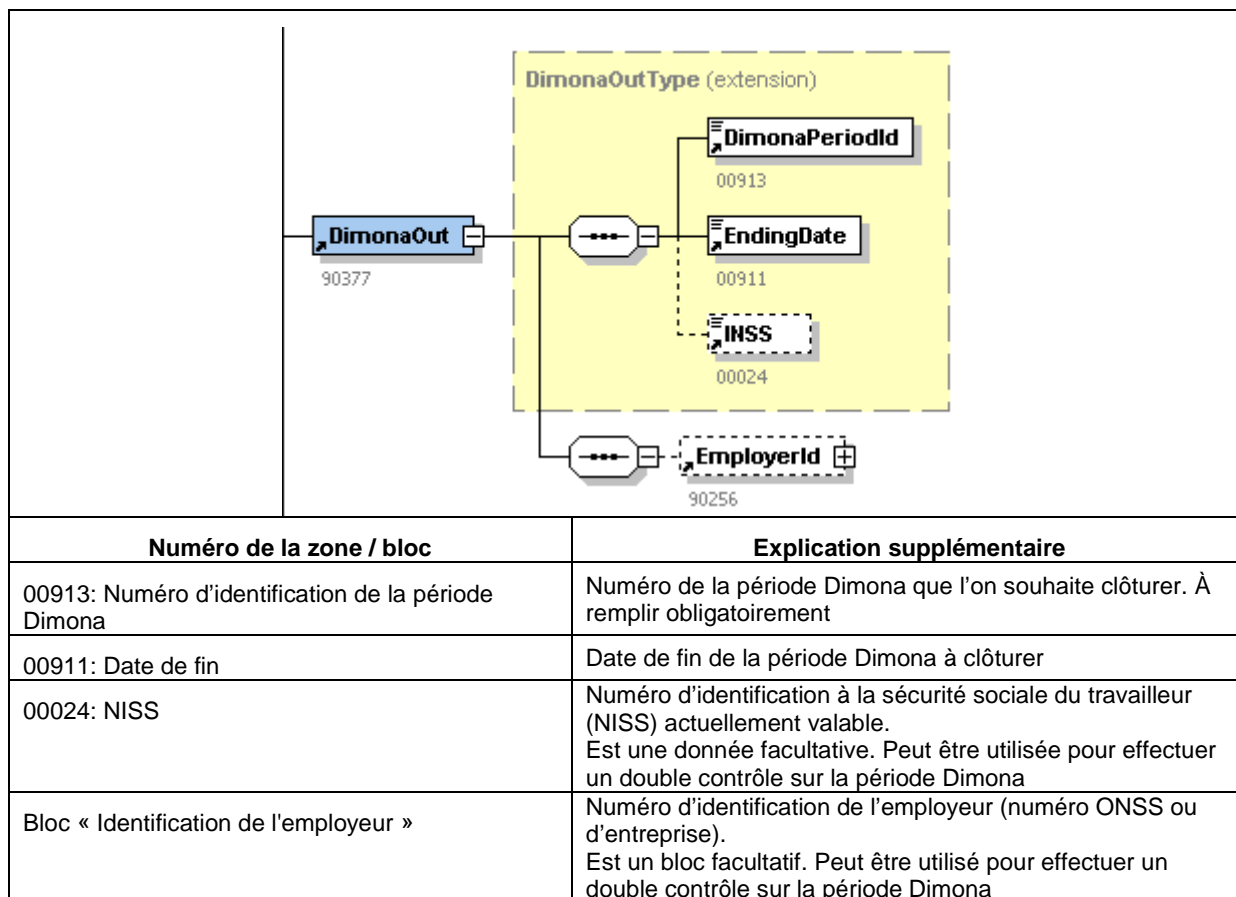 DimonaOutType (extension)
DimonaPeriodId
00913
DimonaOut
90377
EndingDate
00911
INSS
00024
EmployerId
90256
Numéro de la zone / bloc
Explication supplémentaire
00913: Numéro d’identification de la période
Dimona
Numéro de la période Dimona que l’on souhaite clôturer. À
remplir obligatoirement
00911: Date de fin
Date de fin de la période Dimona à clôturer
00024: NISS
Numéro d’identification à la sécurité sociale du travailleur
(NISS) actuellement valable.
Est une donnée facultative. Peut être utilisée pour effectuer
un double contrôle sur la période Dimona
Bloc « Identification de l'employeur »
Numéro d’identification de l’employeur (numéro ONSS ou
d’entreprise).
Est un bloc facultatif. Peut être utilisé pour effectuer un
double contrôle sur la période Dimona